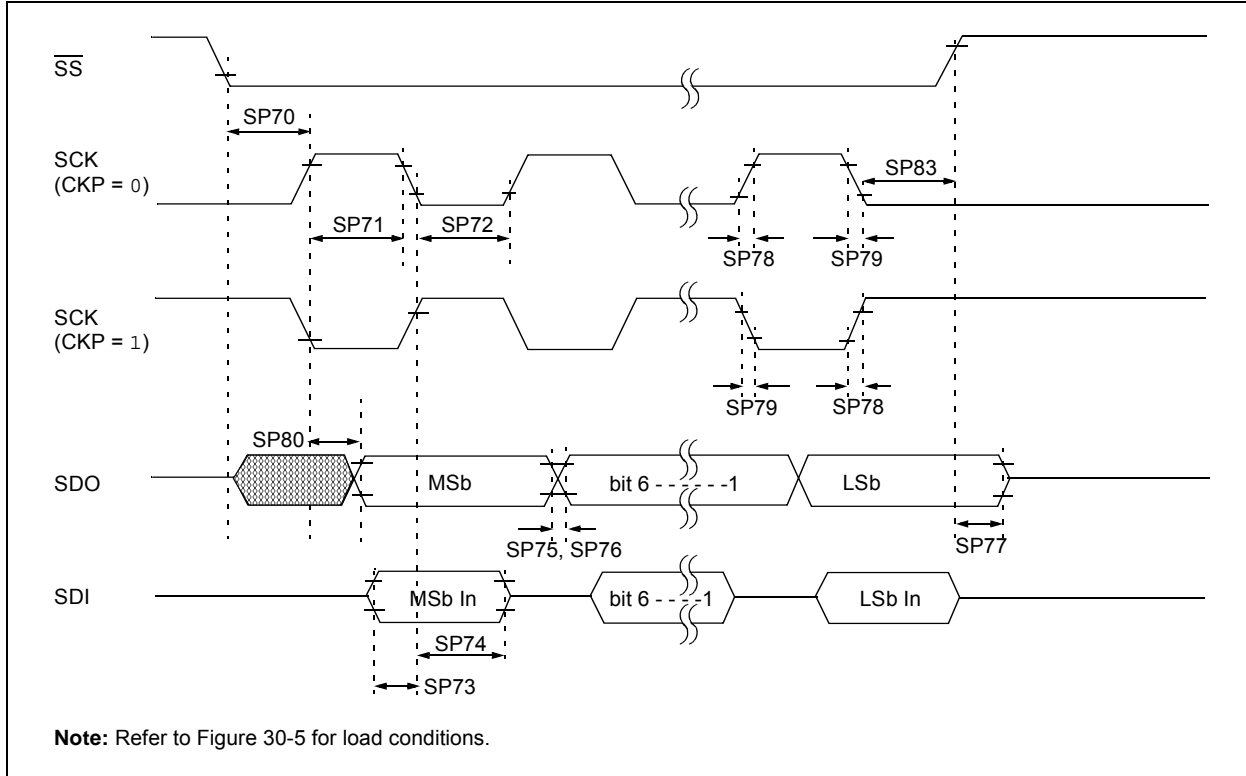 SS
SP70
SCK
(CKP = 0)
SP83
SP71
SP72
SP78
SP79
SCK
(CKP = 1)
SP79
SP78
SP80
SDO
MSb
bit 6 - - - - - -1
LSb
SP75, SP76
SP77
SDI
MSb In
bit 6 - - - -1
LSb In
SP74
SP73
Note: Refer to Figure 30-5 for load conditions.